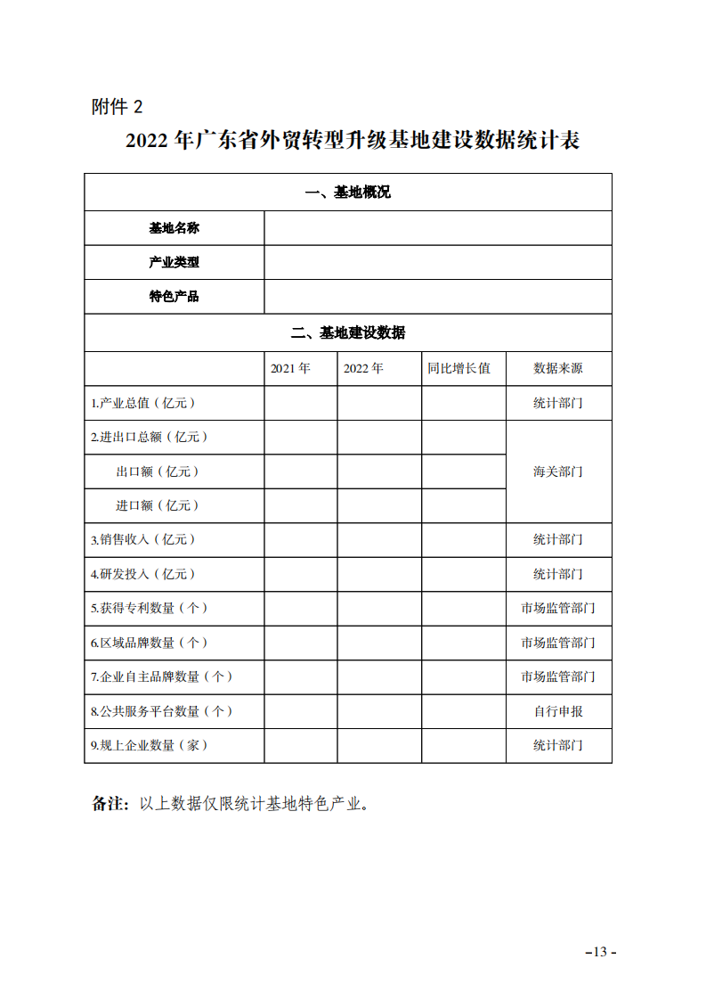 附件 2
2022 年广东省外贸转型升级基地建设数据统计表
一、基地概况
基地名称
产业类型
特色产品
二、基地建设数据
2021 年 2022 年 同比增长值 数据来源
1.产业总值（亿元） 统计部门
2.进出口总额（亿元）
出口额（亿元） 海关部门
进口额（亿元）
3.销售收入（亿元） 统计部门
4.研发投入（亿元） 统计部门
5.获得专利数量（个） 市场监管部门
6.区域品牌数量（个） 市场监管部门
7.企业自主品牌数量（个） 市场监管部门
8.公共服务平台数量（个） 自行申报
9.规上企业数量（家） 统计部门
备注：以上数据仅限统计基地特色产业。
-13 -